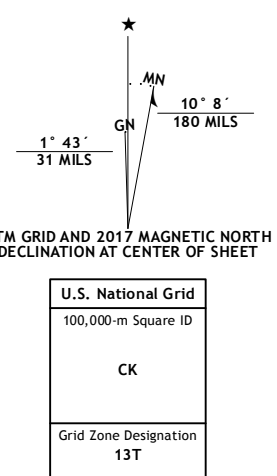 ★
MN
GN
10° 8´
180 MILS
1° 43´
31 MILS
TM GRID AND 2017 MAGNETIC NORTH
DECLINATION AT CENTER OF SHEET
U.S. National Grid
100,000-m Square ID
CK
Grid Zone Designation
13T